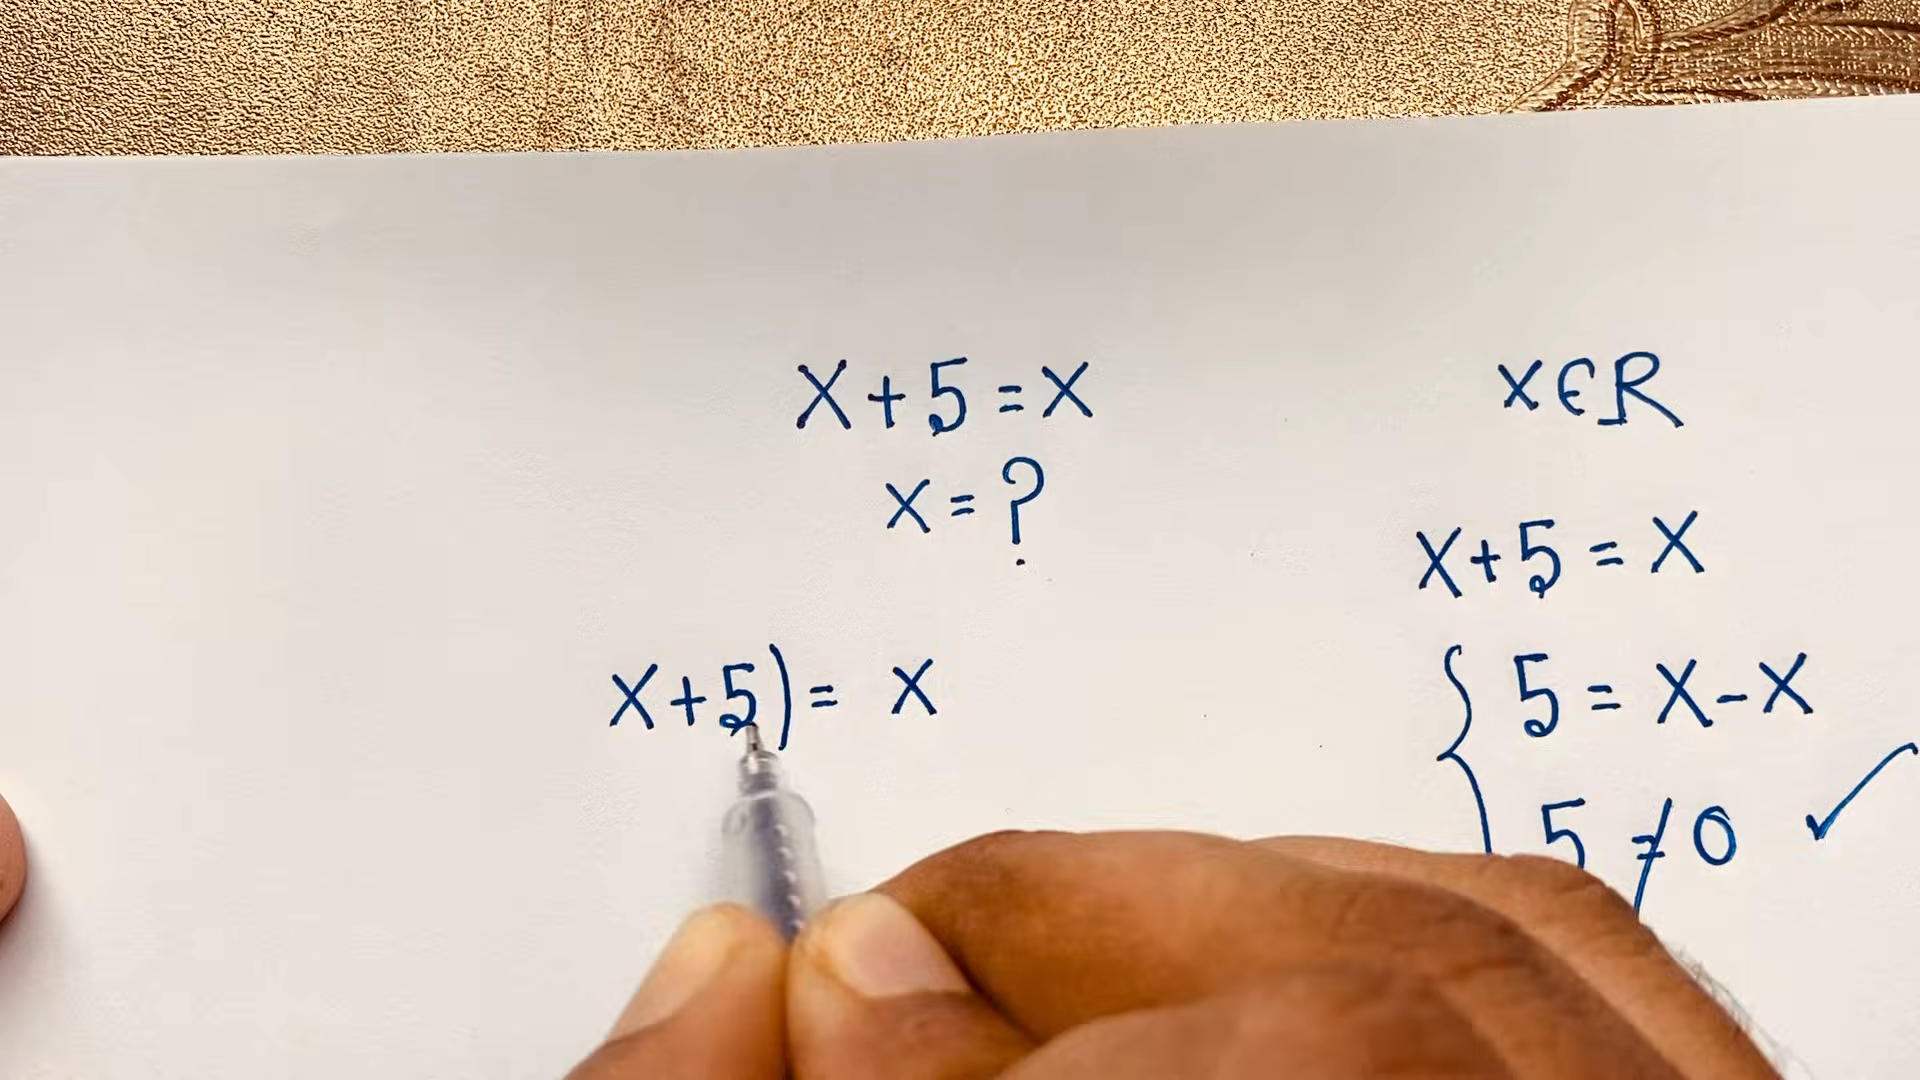 x+5=x
x=?
x+5)= x
x∈R
x+5=x
{ 5=x-x
5≠0 ✓